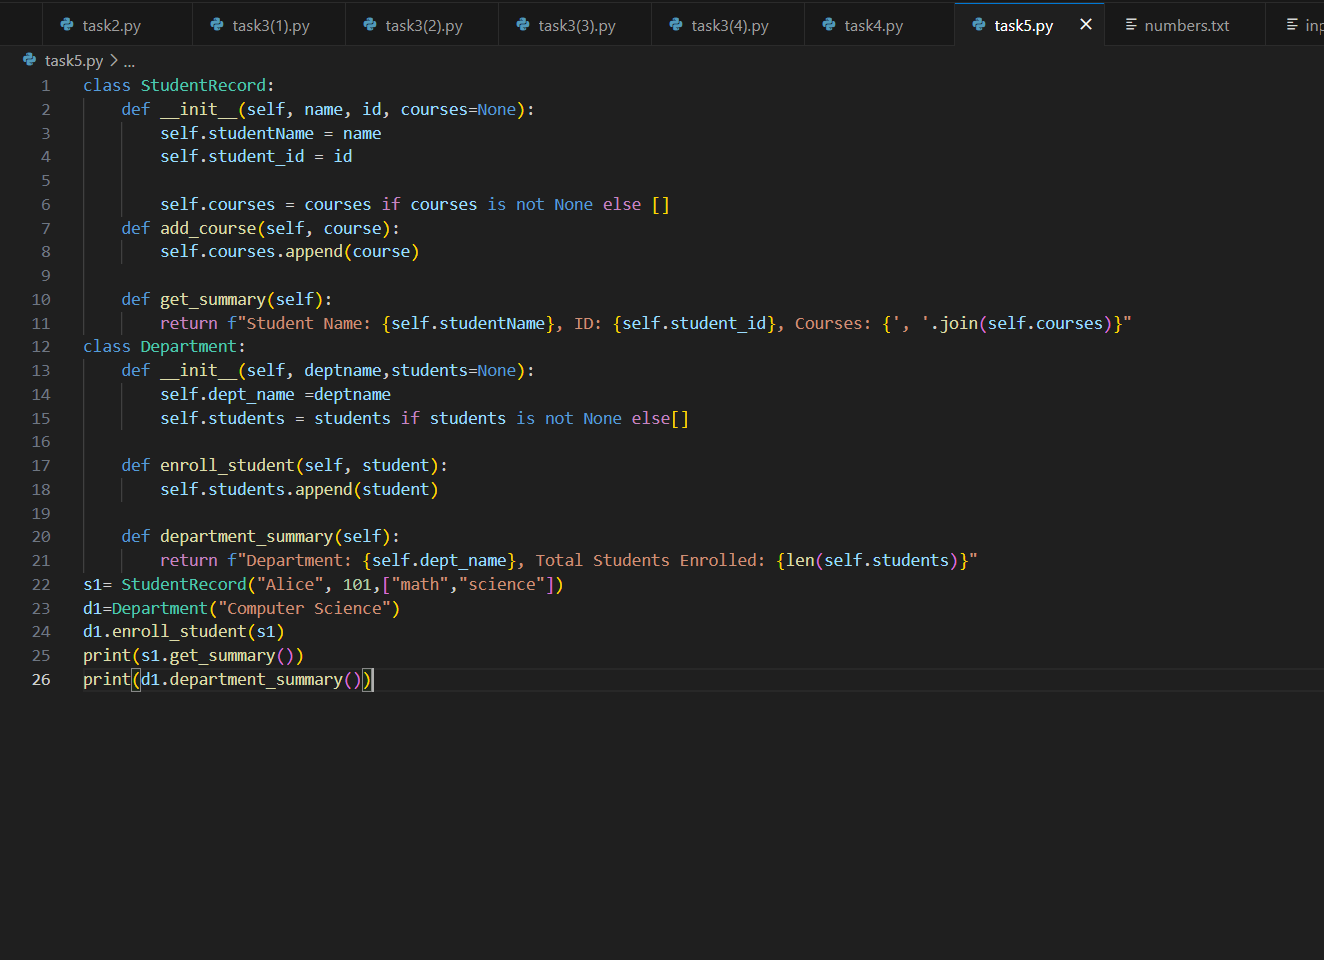 task2.py task3(1).py task3(2).py task3(3).py task3(4).py task4.py task5.py numbers.txt
task5.py > ...
1 class StudentRecord:
2     def __init__(self, name, id, courses=None):
3         self.studentName = name
4         self.student_id = id
5
6         self.courses = courses if courses is not None else []
7     def add_course(self, course):
8         self.courses.append(course)
9
10     def get_summary(self):
11         return f"Student Name: {self.studentName}, ID: {self.student_id}, Courses: {', '.join(self.courses)}"
12 class Department:
13     def __init__(self, deptname,students=None):
14         self.dept_name =deptname
15         self.students = students if students is not None else[]
16
17     def enroll_student(self, student):
18         self.students.append(student)
19
20     def department_summary(self):
21         return f"Department: {self.dept_name}, Total Students Enrolled: {len(self.students)}"
22 s1= StudentRecord("Alice", 101,["math","science"])
23 d1=Department("Computer Science")
24 d1.enroll_student(s1)
25 print(s1.get_summary())
26 print(d1.department_summary())